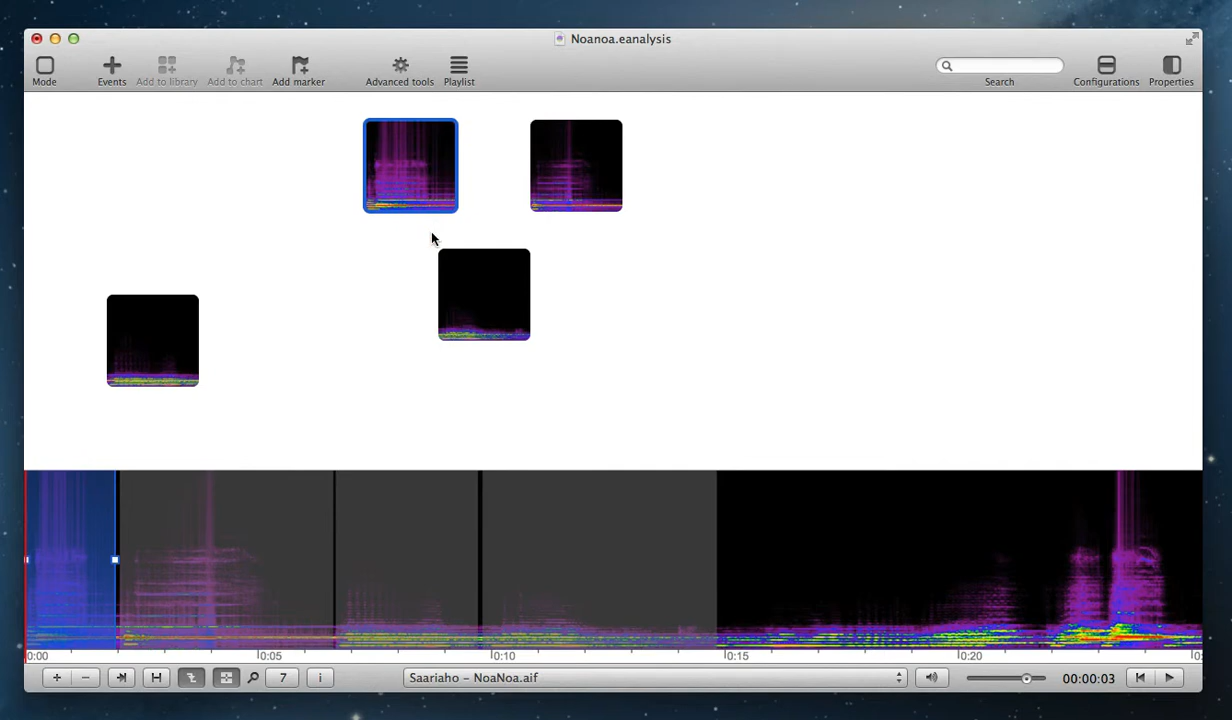 Noanoa.eanalysis
Mode
Events
Add to library
Add to chart
Add marker
Advanced tools
Playlist
Search
Configurations
Properties
0:00
0:05
0:10
0:15
0:20
0:
+
−
7
i
Saariaho – NoaNoa.aif
00:00:03